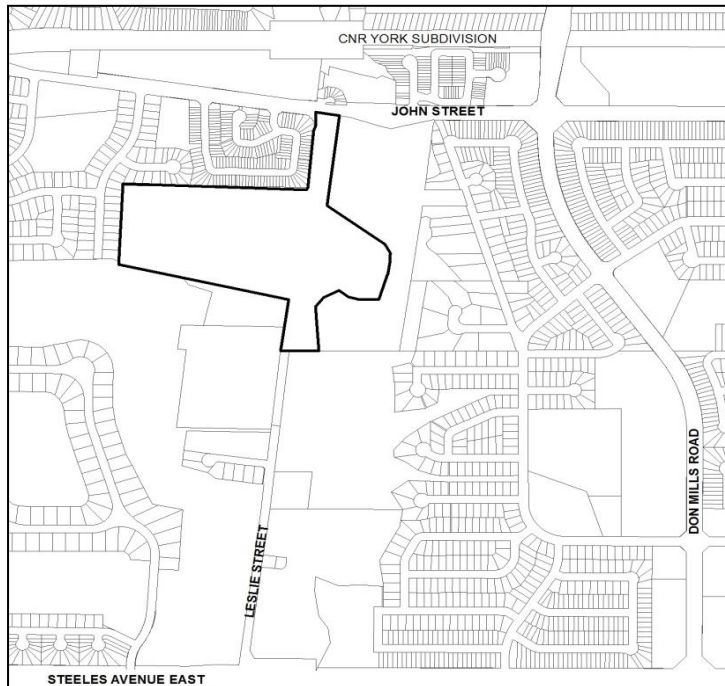 CNR YORK SUBDIVISION
JOHN STREET
DON MILLS ROAD
LESLIE STREET
STEELES AVENUE EAST